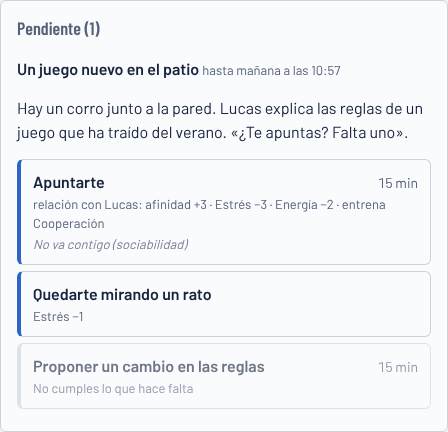 Pendiente (1)
Un juego nuevo en el patio hasta mañana a las 10:57
Hay un corro junto a la pared. Lucas explica las reglas de un
juego que ha traído del verano. «¿Te apuntas? Falta uno».
Apuntarte 15 min
relación con Lucas: afinidad +3 · Estrés −3 · Energía −2 · entrena
Cooperación
No va contigo (sociabilidad)
Quedarte mirando un rato
Estrés −1
Proponer un cambio en las reglas 15 min
No cumples lo que hace falta